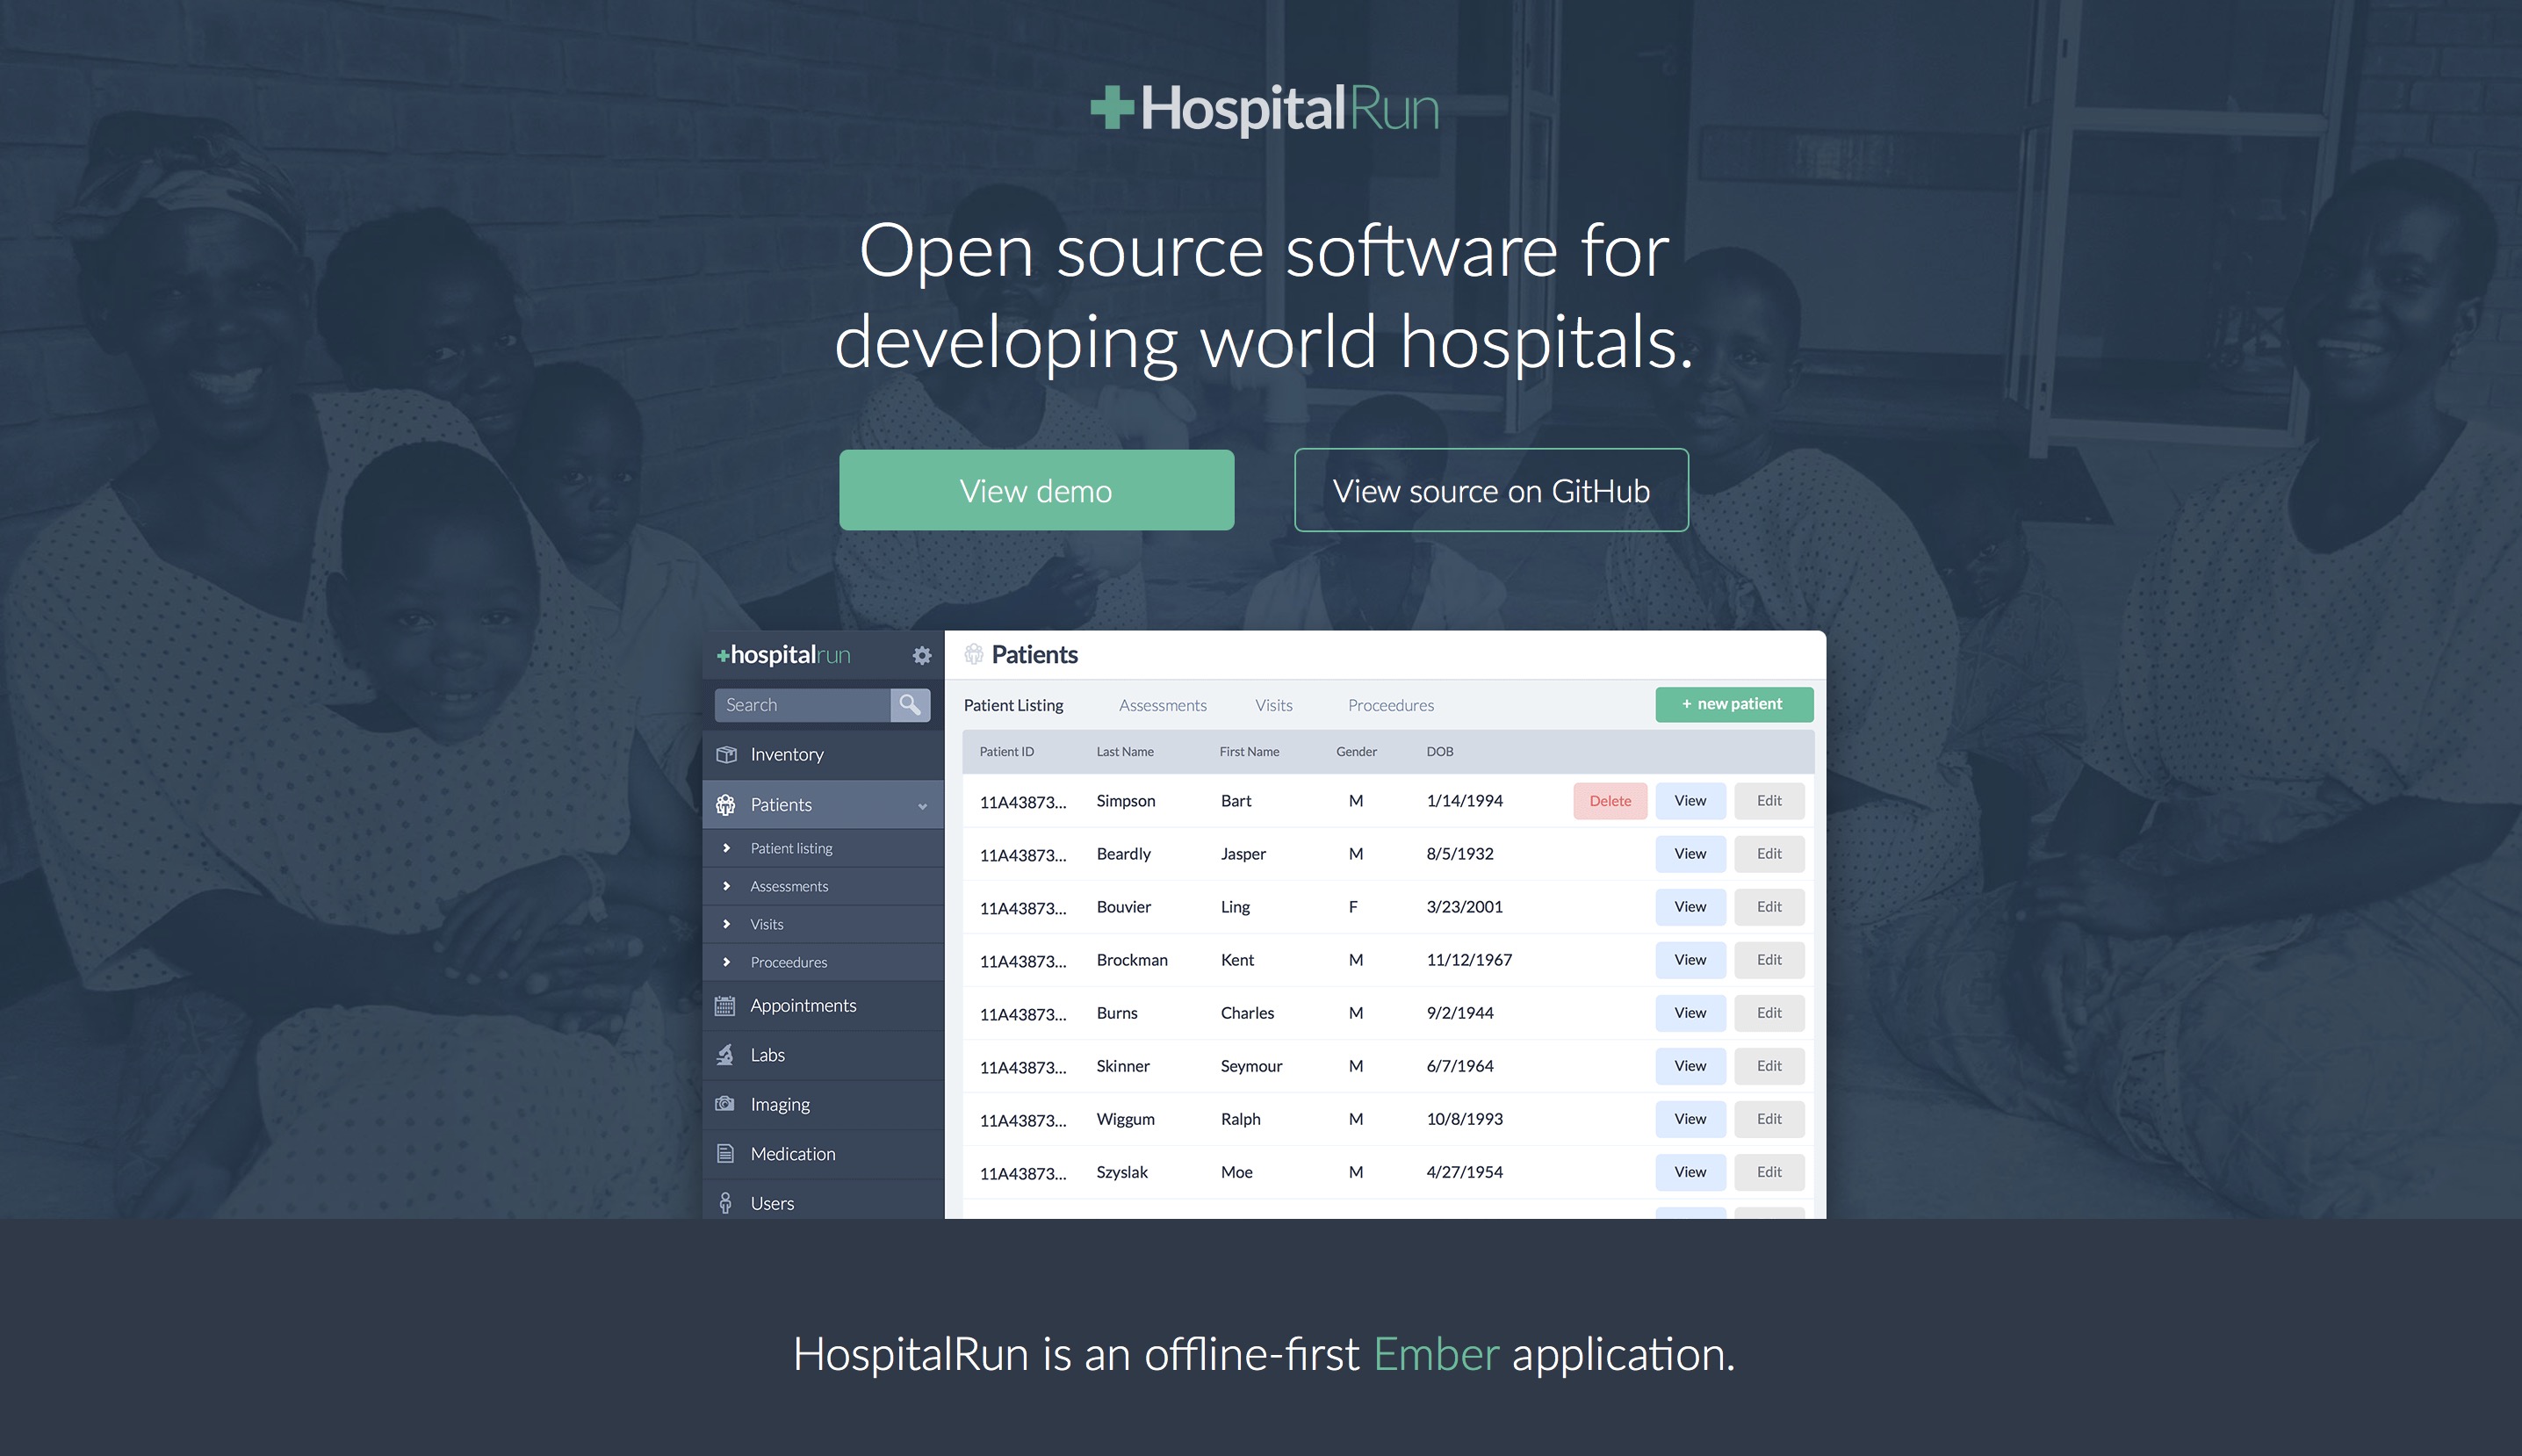 HospitalRun
Open source software for
developing world hospitals.
View demo
View source on GitHub
hospitalrun
Search
Inventory
Patients
Patient listing
Assessments
Visits
Proceedures
Appointments
Labs
Imaging
Medication
Users
Patients
Patient Listing Assessments Visits Proceedures + new patient
Patient ID Last Name First Name Gender DOB
11A43873... Simpson Bart M 1/14/1994 Delete View Edit
11A43873... Beardly Jasper M 8/5/1932 View Edit
11A43873... Bouvier Ling F 3/23/2001 View Edit
11A43873... Brockman Kent M 11/12/1967 View Edit
11A43873... Burns Charles M 9/2/1944 View Edit
11A43873... Skinner Seymour M 6/7/1964 View Edit
11A43873... Wiggum Ralph M 10/8/1993 View Edit
11A43873... Szyslak Moe M 4/27/1954 View Edit
HospitalRun is an offline-first Ember application.